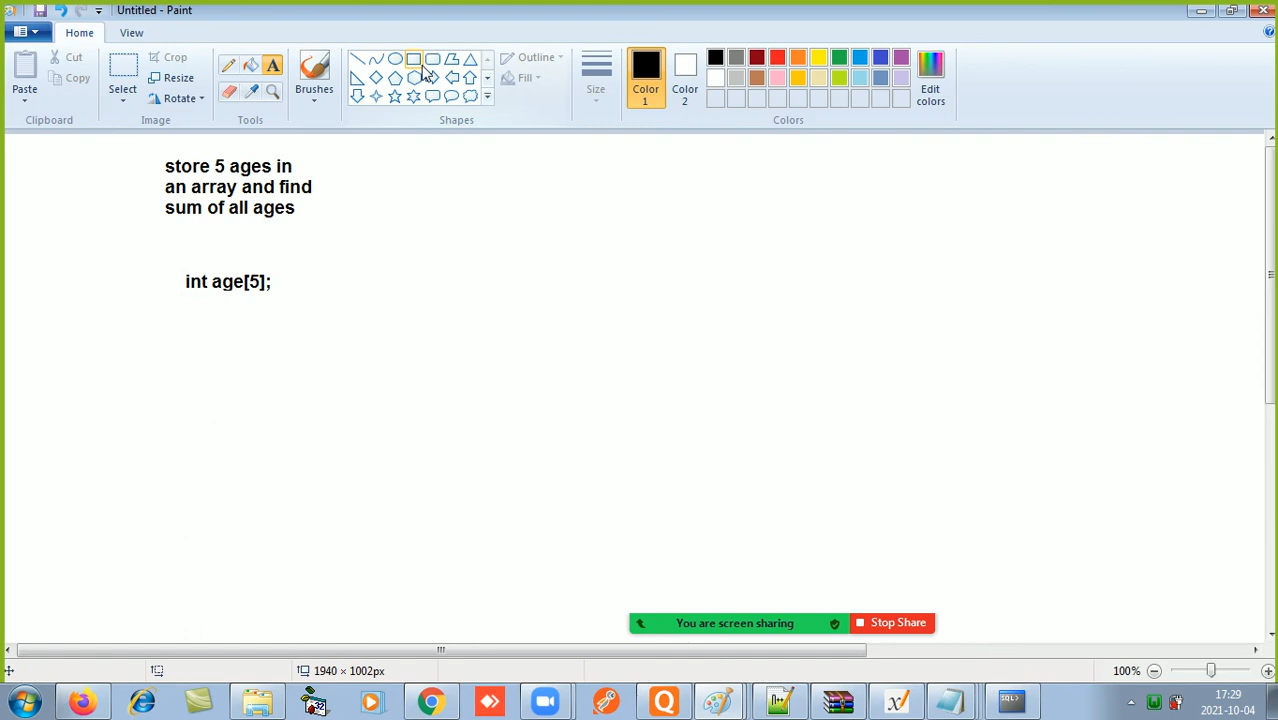 Untitled - Paint
Home
View
Paste
Cut
Copy
Clipboard
Select
Crop
Resize
Rotate
Image
A
Tools
Brushes
Shapes
Outline
Fill
Size
Color 1
Color 2
Edit colors
Colors
store 5 ages in
an array and find
sum of all ages
int age[5];
You are screen sharing
Stop Share
1940 × 1002px
100%
32
Q
n++
SQL>
17:29
2021-10-04